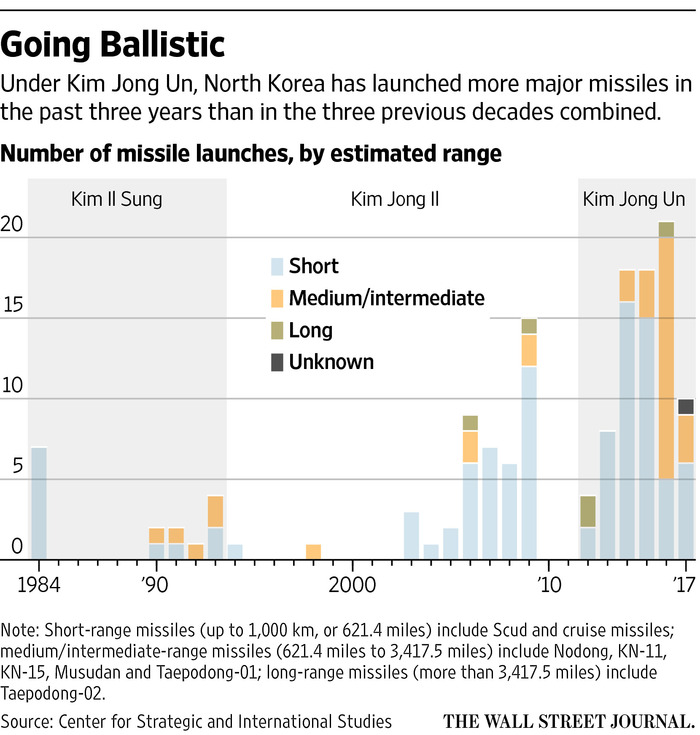 Going Ballistic
Under Kim Jong Un, North Korea has launched more major missiles in
the past three years than in the three previous decades combined.
Number of missile launches, by estimated range
Kim Il Sung
Kim Jong Il
Kim Jong Un
20
15
10
5
0
Short
Medium/intermediate
Long
Unknown
1984
’90
2000
’10
’17
Note: Short-range missiles (up to 1,000 km, or 621.4 miles) include Scud and cruise missiles;
medium/intermediate-range missiles (621.4 miles to 3,417.5 miles) include Nodong, KN-11,
KN-15, Musudan and Taepodong-01; long-range missiles (more than 3,417.5 miles) include
Taepodong-02.
Source: Center for Strategic and International Studies
THE WALL STREET JOURNAL.